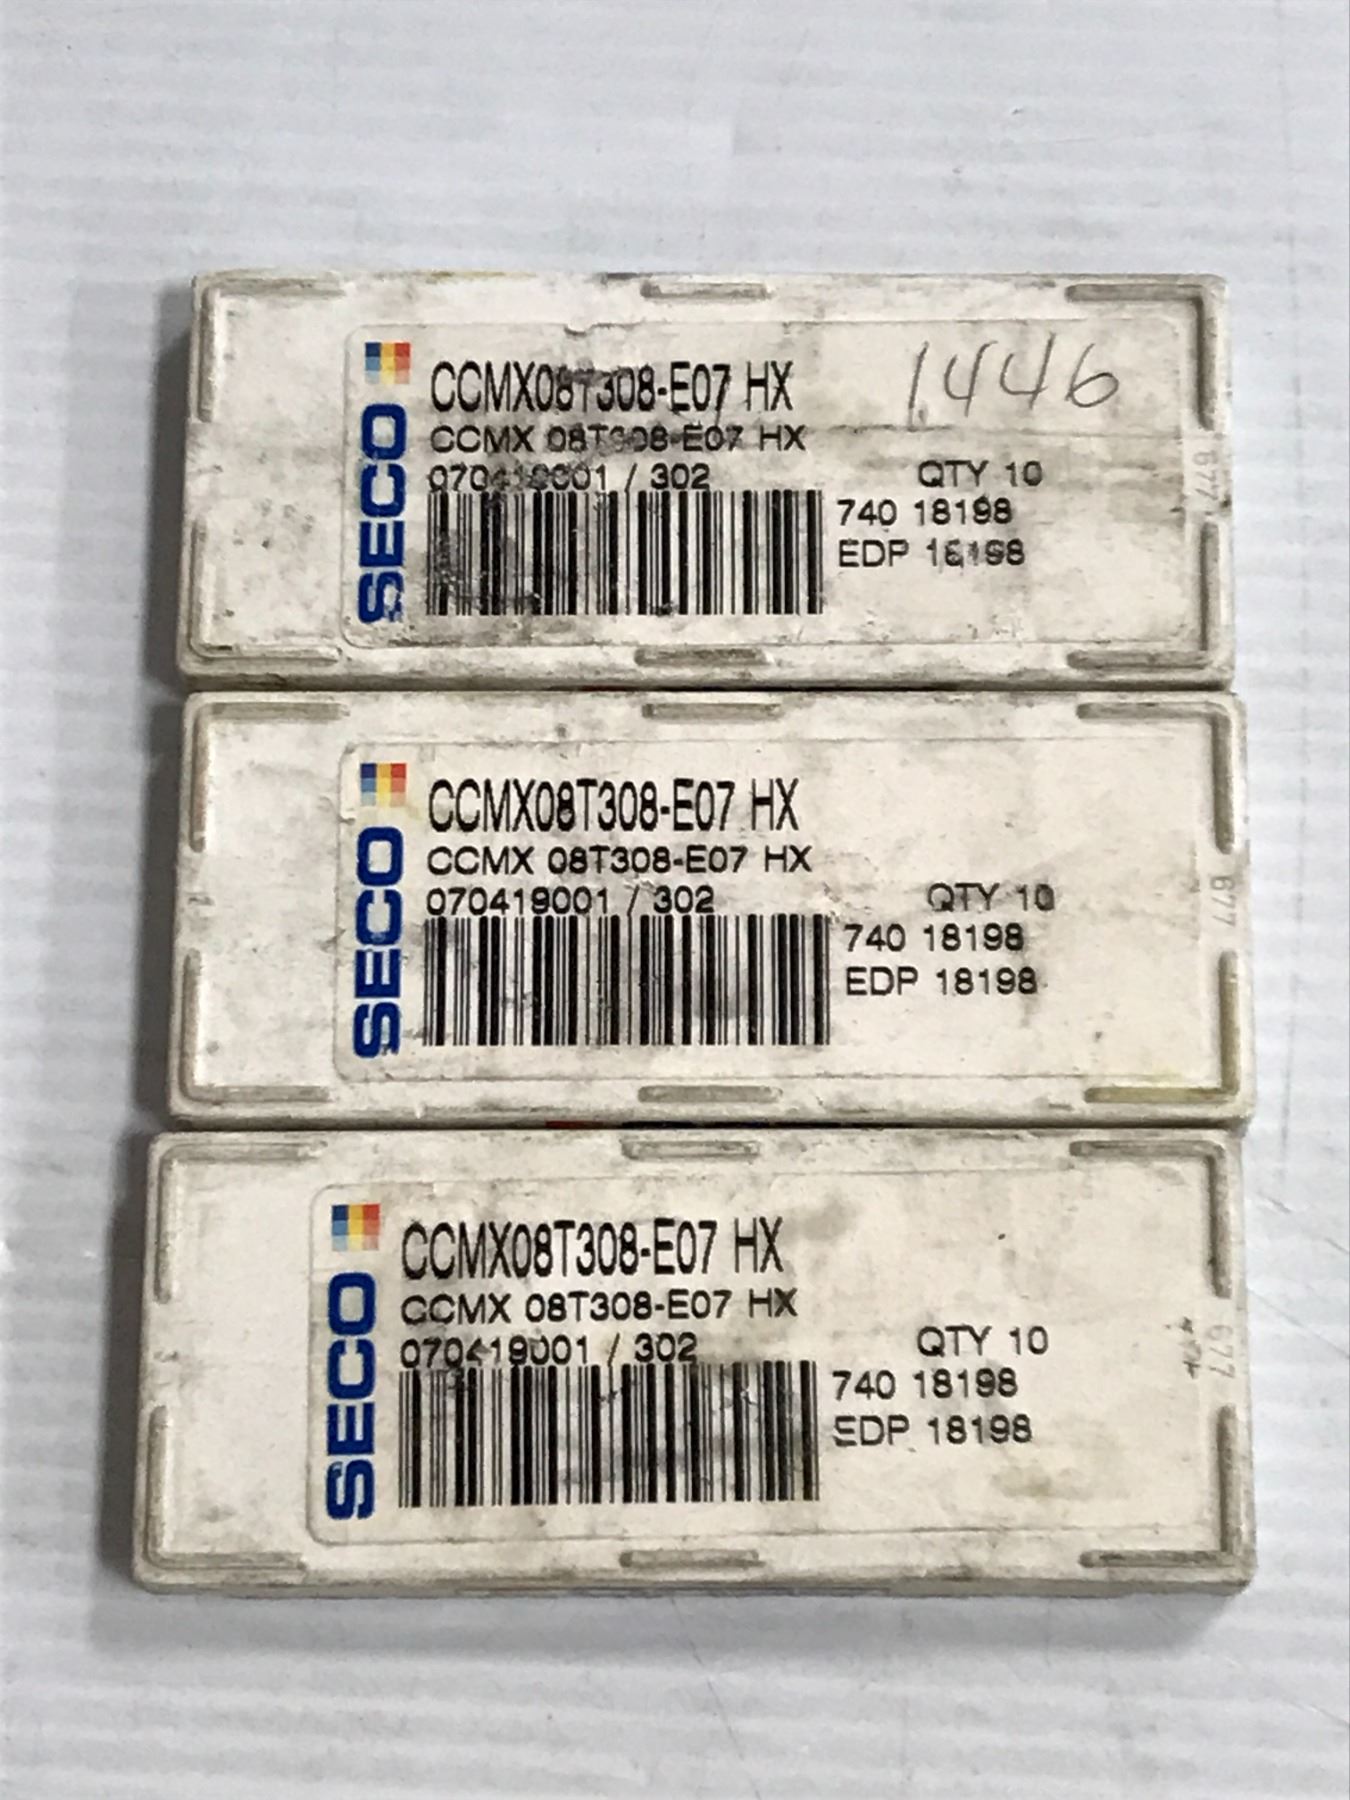 SECO
CCMX08T308-E07 HX
1.446
CCMX 08T308-E07 HX
070419001 / 302
QTY 10
740 18198
EDP 18198
677
SECO
CCMX08T308-E07 HX
CCMX 08T308-E07 HX
070419001 / 302
QTY 10
740 18198
EDP 18198
677
SECO
CCMX08T308-E07 HX
CCMX 08T308-E07 HX
070419001 / 302
QTY 10
740 18198
EDP 18198
677